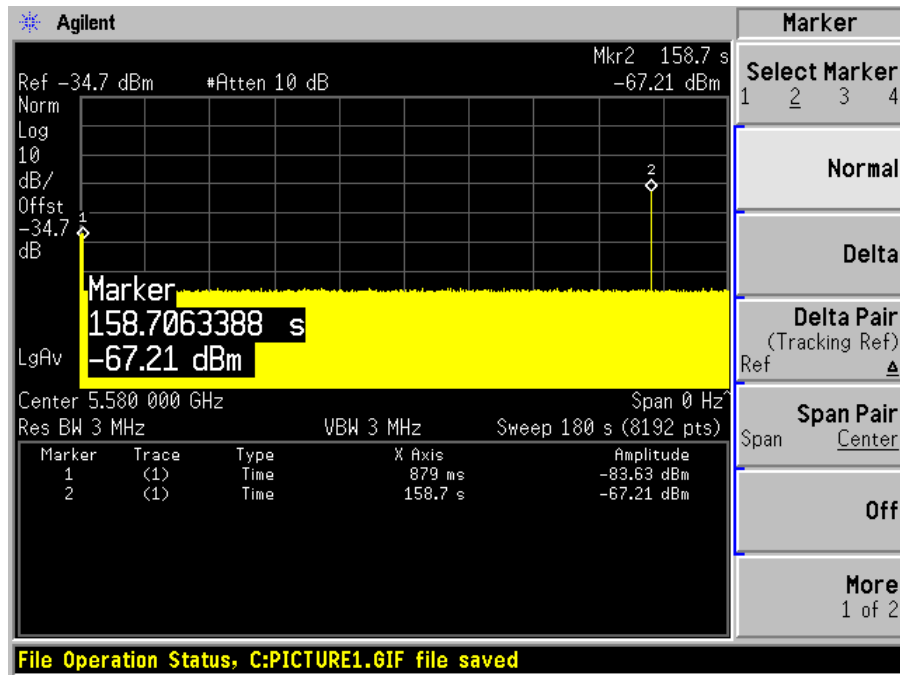 Agilent
Marker
Mkr2 158.7 s
Ref -34.7 dBm #Atten 10 dB -67.21 dBm
Norm
Log
10
dB/
Offst
-34.7
dB
1
2
Marker
158.7063388 s
-67.21 dBm
LgAv
Center 5.580 000 GHz Span 0 Hz^
Res BW 3 MHz VBW 3 MHz Sweep 180 s (8192 pts)
Marker Trace Type X Axis Amplitude
1 (1) Time 879 ms -83.63 dBm
2 (1) Time 158.7 s -67.21 dBm
Select Marker
1 2 3 4
Normal
Delta
Delta Pair
(Tracking Ref)
Ref Δ
Span Pair
Span Center
Off
More
1 of 2
File Operation Status, C:PICTURE1.GIF file saved